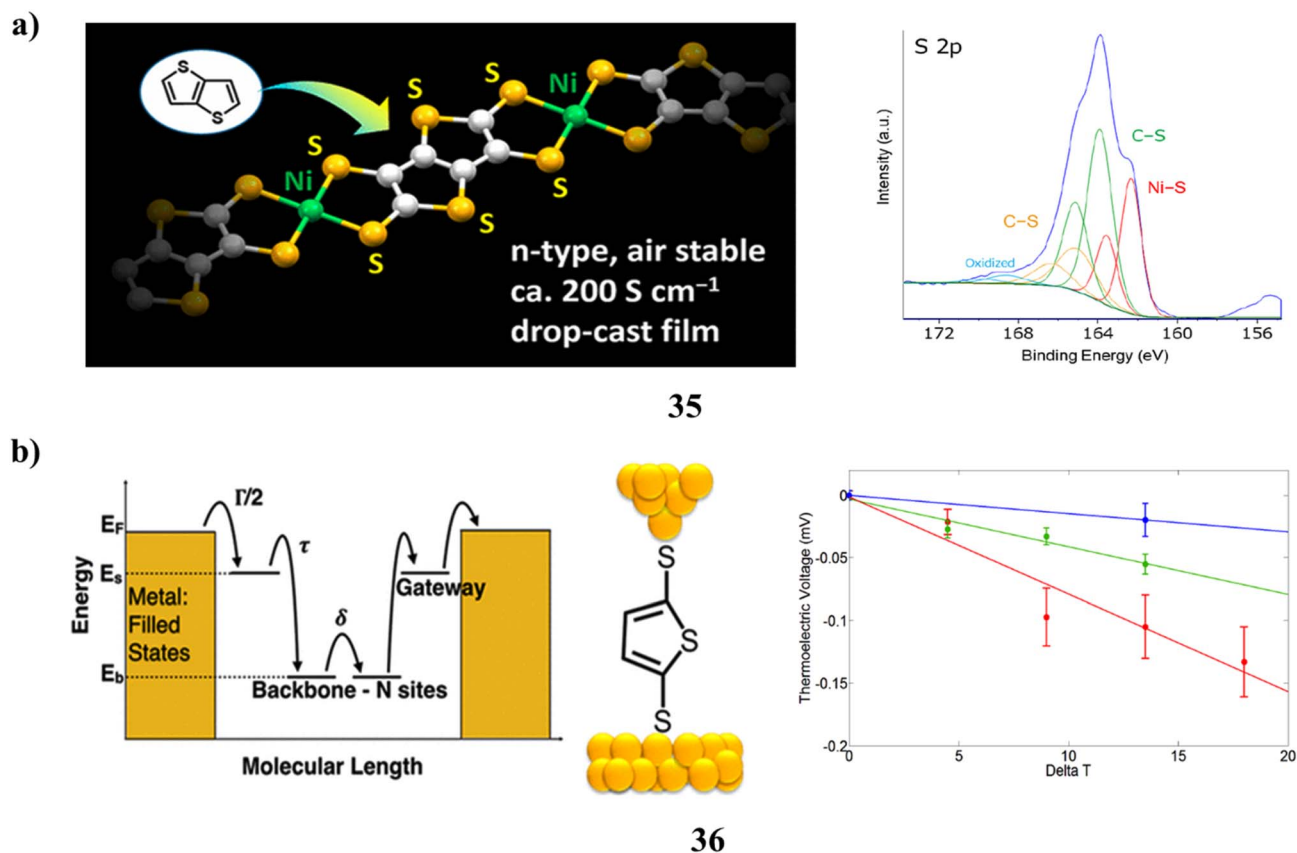 a)
S
S
S
S
Ni
S
Ni
S
S
S
n-type, air stable
ca. 200 S cm⁻¹
drop-cast film
S 2p
Intensity (a.u.)
C–S
Ni–S
C–S
Oxidized
172 168 164 160 156
Binding Energy (eV)
35
b)
Energy
E_F
E_s
E_b
Γ/2
τ
δ
Metal:
Filled
States
Gateway
Backbone - N sites
Molecular Length
S
S
S
Thermoelectric Voltage (mV)
0
-0.05
-0.1
-0.15
-0.2
0 5 10 15 20
Delta T
36